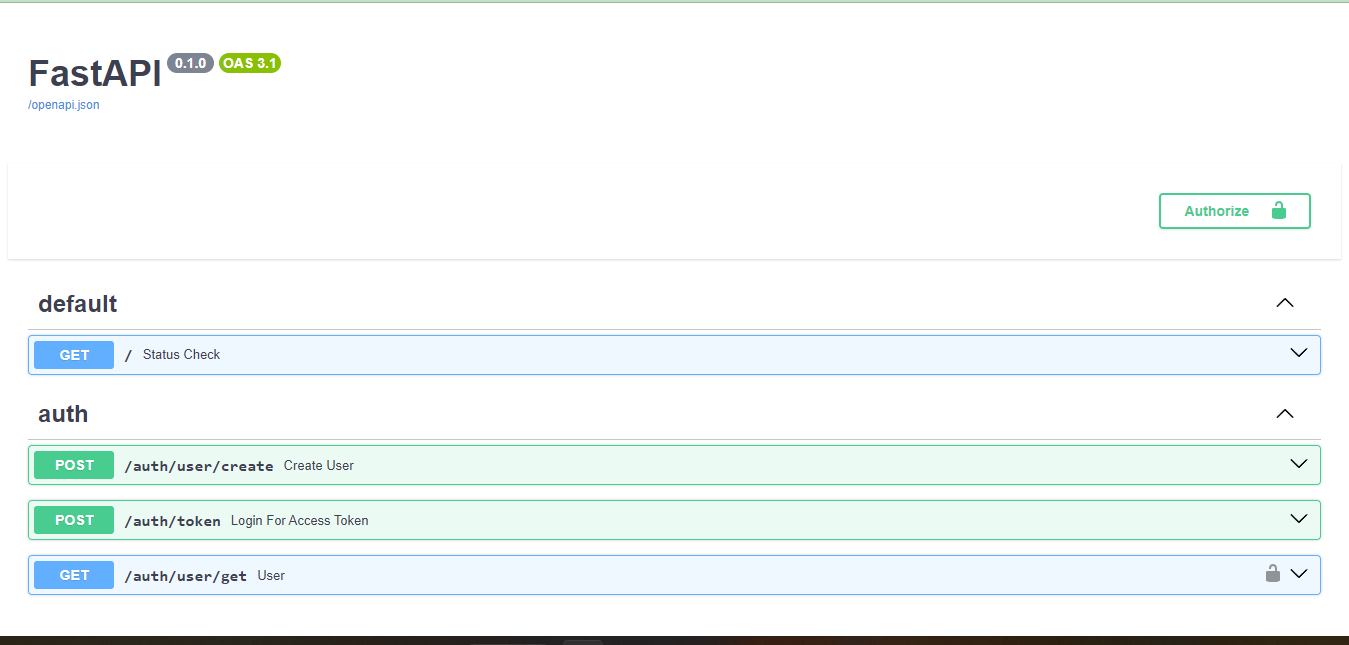 FastAPI 0.1.0 OAS 3.1
/openapi.json
Authorize
default
GET / Status Check
auth
POST /auth/user/create Create User
POST /auth/token Login For Access Token
GET /auth/user/get User